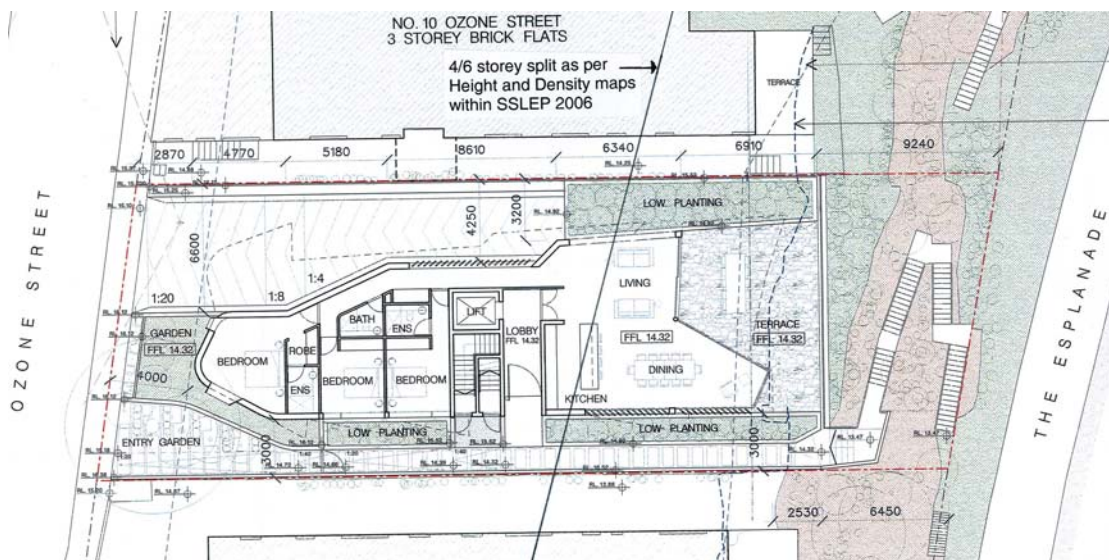 NO. 10 OZONE STREET
3 STOREY BRICK FLATS
4/6 storey split as per
Height and Density maps
within SSLEP 2006
TERRACE
2870
4770
5180
8610
6340
6910
9240
OZONE STREET
THE ESPLANADE
6600
4250
3200
LOW PLANTING
1:20
1:8
1:4
GARDEN
FFL 14.32
4000
BEDROOM
ROBE
ENS
BATH
ENS
BEDROOM
BEDROOM
LIFT
LOBBY
FFL 14.32
LIVING
FFL 14.32
DINING
KITCHEN
TERRACE
FFL 14.32
ENTRY GARDEN
3000
LOW PLANTING
LOW PLANTING
3000
2530
6450